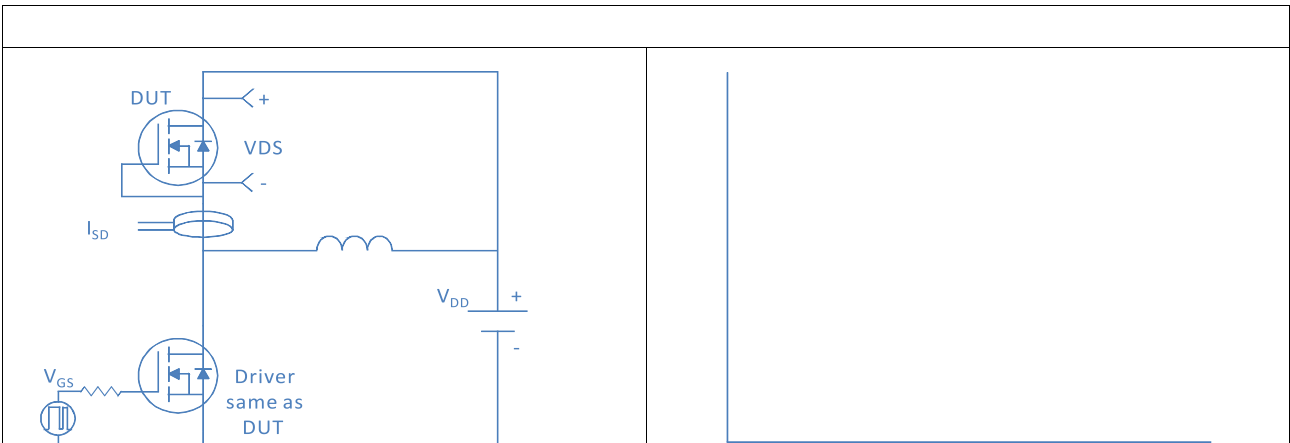 DUT
+
VDS
-
I_SD
V_DD
+
-
V_GS
Driver
same as
DUT